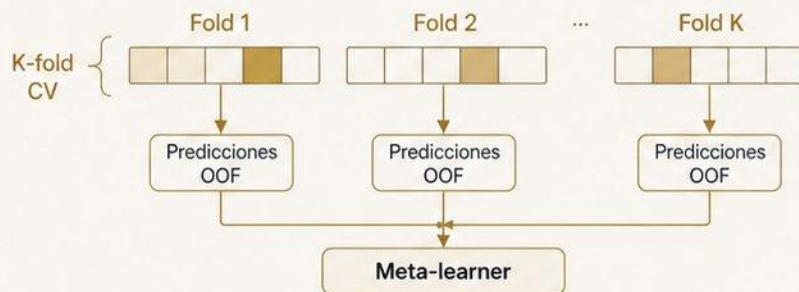 Fold 1
Fold 2
...
Fold K
K-fold
CV
Predicciones
OOF
Predicciones
OOF
Predicciones
OOF
Meta-learner